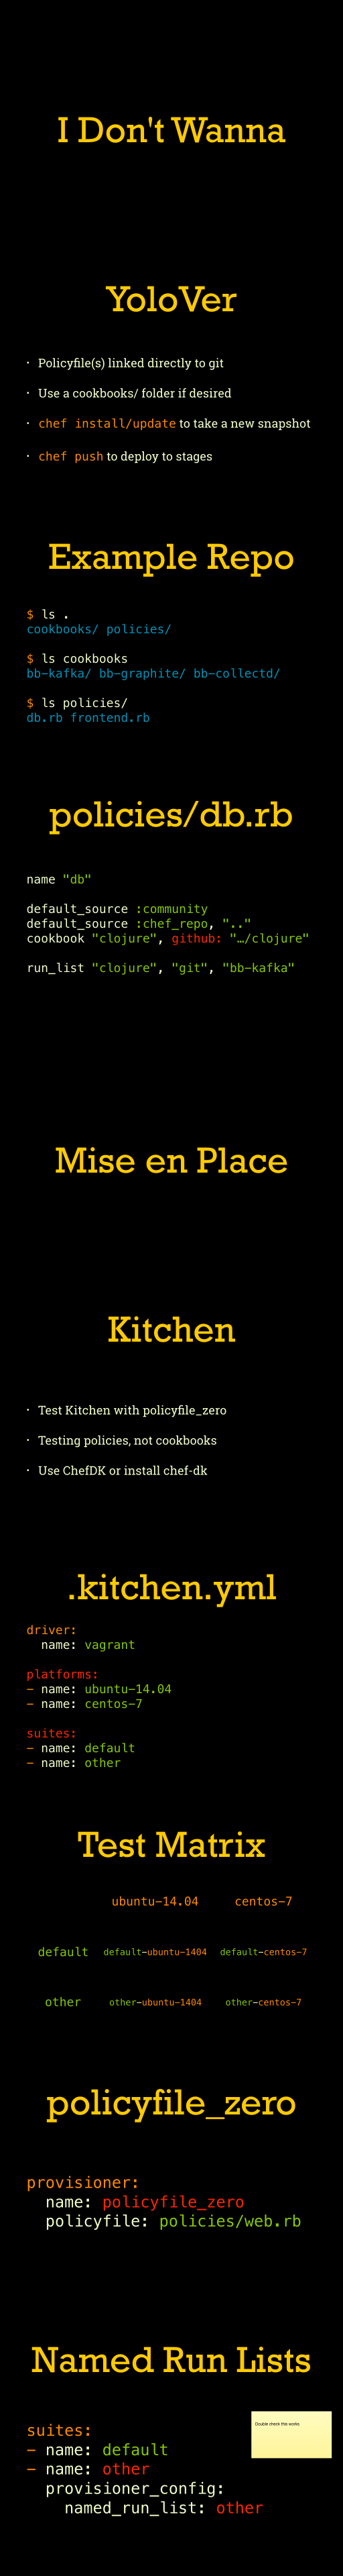 I Don't Wanna
YoloVer
• Policyfile(s) linked directly to git
• Use a cookbooks/ folder if desired
• chef install/update to take a new snapshot
• chef push to deploy to stages
Example Repo
$ ls .
cookbooks/ policies/
$ ls cookbooks
bb-kafka/ bb-graphite/ bb-collectd/
$ ls policies/
db.rb frontend.rb
policies/db.rb
name "db"
default_source :community
default_source :chef_repo, ".."
cookbook "clojure", github: "…/clojure"
run_list "clojure", "git", "bb-kafka"
Mise en Place
Kitchen
• Test Kitchen with policyfile_zero
• Testing policies, not cookbooks
• Use ChefDK or install chef-dk
.kitchen.yml
driver:
  name: vagrant
platforms:
- name: ubuntu-14.04
- name: centos-7
suites:
- name: default
- name: other
Test Matrix
ubuntu-14.04 centos-7
default default-ubuntu-1404 default-centos-7
other other-ubuntu-1404 other-centos-7
policyfile_zero
provisioner:
  name: policyfile_zero
  policyfile: policies/web.rb
Named Run Lists
Double check this works
suites:
- name: default
- name: other
  provisioner_config:
    named_run_list: other